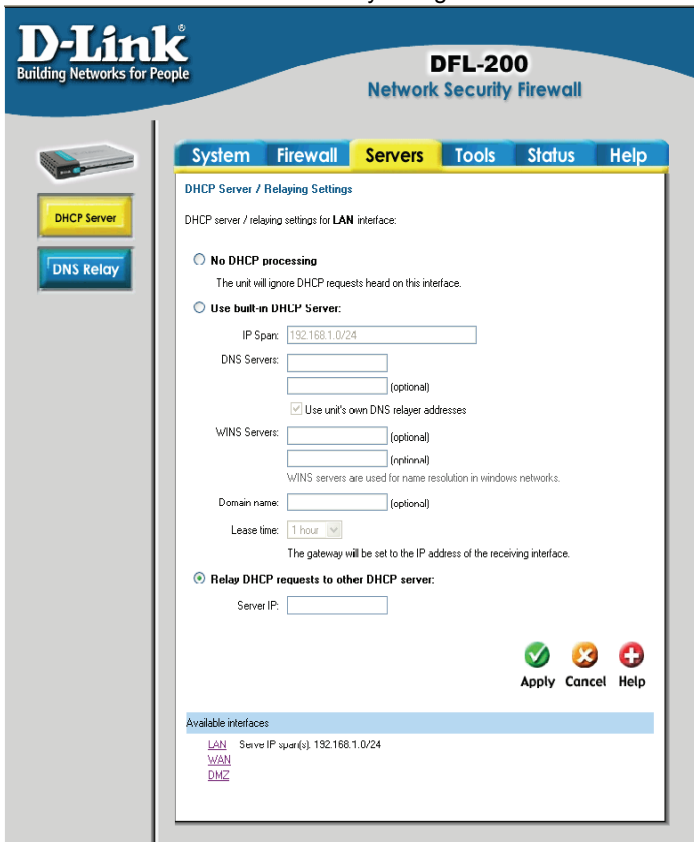 D-Link®
Building Networks for People
DFL-200
Network Security Firewall
System Firewall Servers Tools Status Help
DHCP Server
DNS Relay
DHCP Server / Relaying Settings
DHCP server / relaying settings for LAN interface:
No DHCP processing
The unit will ignore DHCP requests heard on this interface.
Use built-in DHCP Server:
IP Span: 192.168.1.0/24
DNS Servers:
(optional)
Use unit's own DNS relayer addresses
WINS Servers: (optional)
(optional)
WINS servers are used for name resolution in windows networks.
Domain name: (optional)
Lease time: 1 hour
The gateway will be set to the IP address of the receiving interface.
Relay DHCP requests to other DHCP server:
Server IP:
Apply Cancel Help
Available interfaces
LAN Serve IP span(s). 192.168.1.0/24
WAN
DMZ